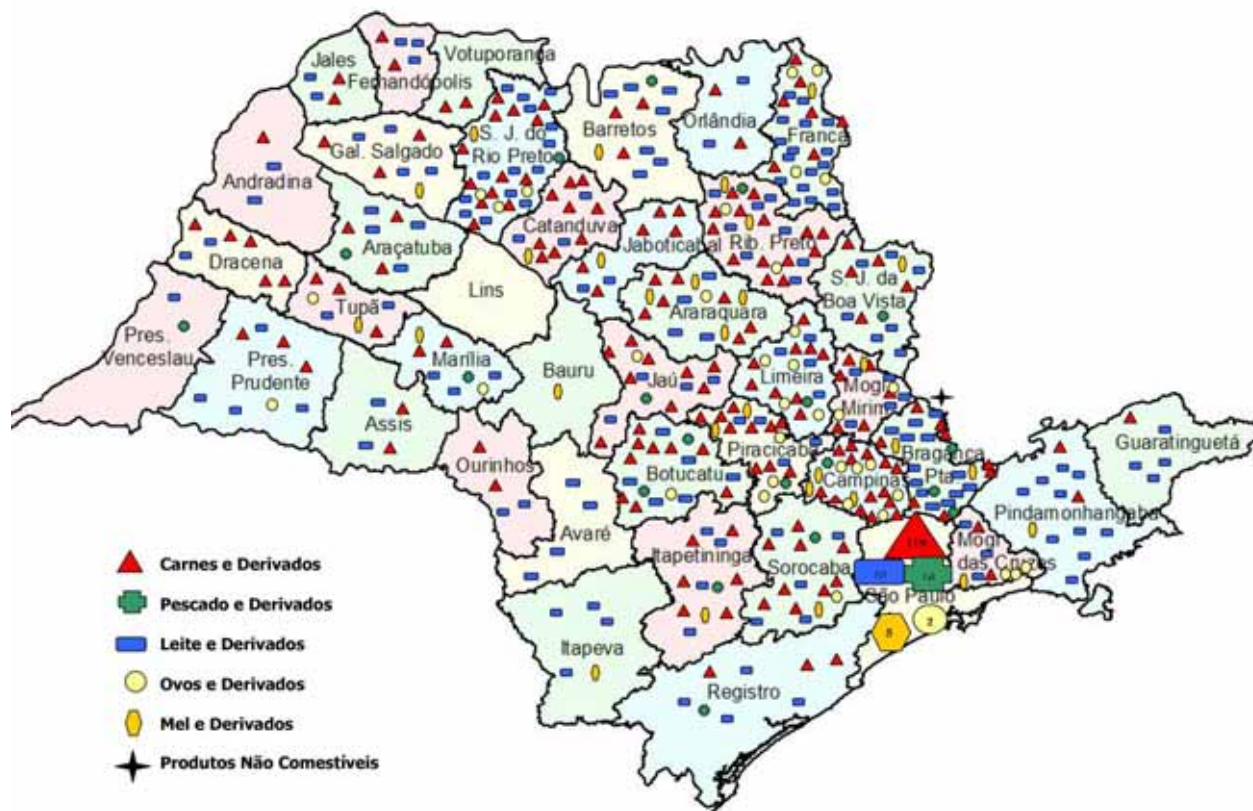 Jales
Fernandópolis
Votuporanga
Gal. Salgado
S. J. do
Rio Preto
Barretos
Orlândia
Franca
Andradina
Araçatuba
Catanduva
Jaboticabal
Rib. Preto
Dracena
Lins
Tupã
Araraquara
S. J. da
Boa Vista
Pres.
Venceslau
Pres.
Prudente
Marília
Bauru
Jaú
Limeira
Mogi
Mirim
Assis
Ourinhos
Botucatu
Piracicaba
Campinas
Bragança
Pta.
Guaratinguetá
Pindamonhangaba
Avaré
Itapetininga
Sorocaba
Mogi
das Cruzes
São Paulo
8
2
Itapeva
Registro
Carnes e Derivados
Pescado e Derivados
Leite e Derivados
Ovos e Derivados
Mel e Derivados
Produtos Não Comestíveis